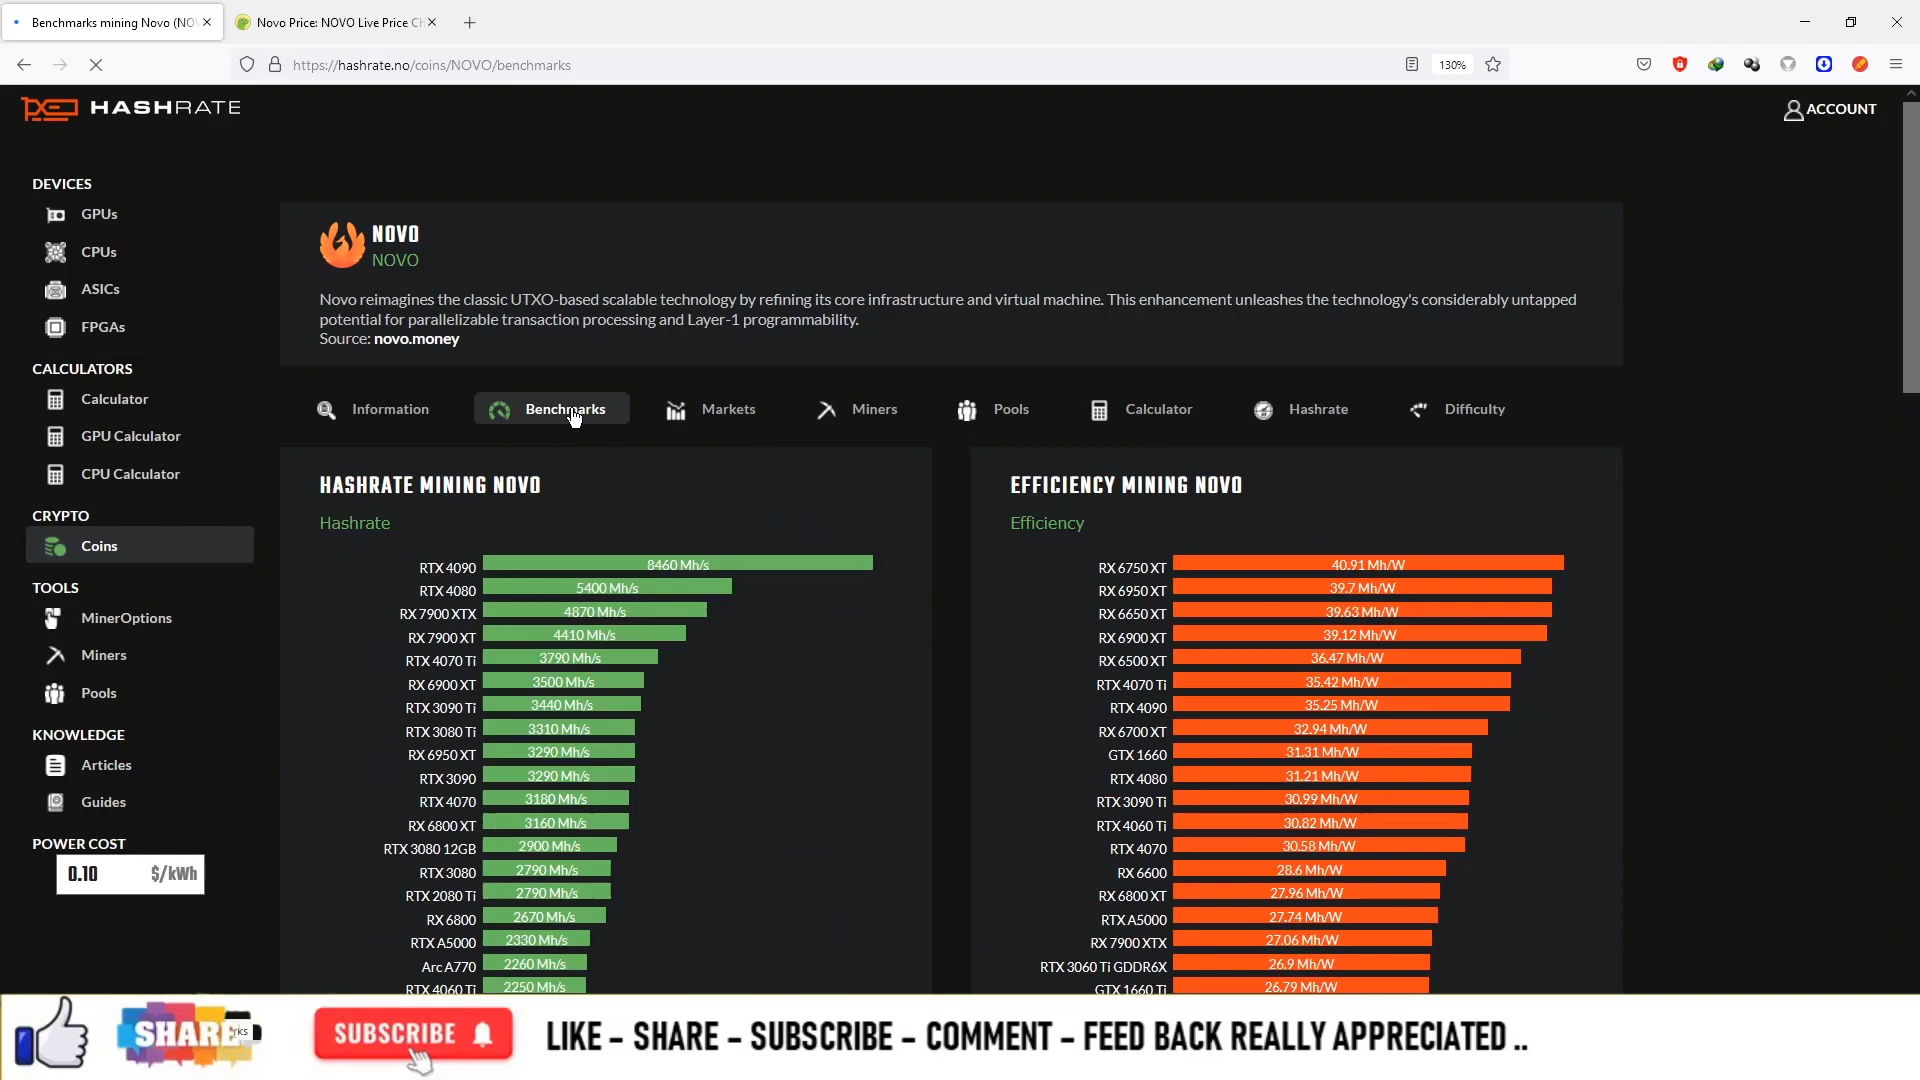 Benchmarks mining Novo (NO
Novo Price: NOVO Live Price Ch
https://hashrate.no/coins/NOVO/benchmarks
130%
HASHRATE
ACCOUNT
DEVICES
GPUs
CPUs
ASICs
FPGAs
CALCULATORS
Calculator
GPU Calculator
CPU Calculator
CRYPTO
Coins
TOOLS
MinerOptions
Miners
Pools
KNOWLEDGE
Articles
Guides
POWER COST
0.10 $/kWh
NOVO
NOVO
Novo reimagines the classic UTXO-based scalable technology by refining its core infrastructure and virtual machine. This enhancement unleashes the technology's considerably untapped
potential for parallelizable transaction processing and Layer-1 programmability.
Source: novo.money
Information Benchmarks Markets Miners Pools Calculator Hashrate Difficulty
HASHRATE MINING NOVO
Hashrate
RTX 4090 8460 Mh/s
RTX 4080 5400 Mh/s
RX 7900 XTX 4870 Mh/s
RX 7900 XT 4410 Mh/s
RTX 4070 Ti 3790 Mh/s
RX 6900 XT 3500 Mh/s
RTX 3090 Ti 3440 Mh/s
RTX 3080 Ti 3310 Mh/s
RX 6950 XT 3290 Mh/s
RTX 3090 3290 Mh/s
RTX 4070 3180 Mh/s
RX 6800 XT 3160 Mh/s
RTX 3080 12GB 2900 Mh/s
RTX 3080 2790 Mh/s
RTX 2080 Ti 2790 Mh/s
RX 6800 2670 Mh/s
RTX A5000 2330 Mh/s
Arc A770 2260 Mh/s
RTX 4060 Ti 2250 Mh/s
EFFICIENCY MINING NOVO
Efficiency
RX 6750 XT 40.91 Mh/W
RX 6950 XT 39.7 Mh/W
RX 6650 XT 39.63 Mh/W
RX 6900 XT 39.12 Mh/W
RX 6500 XT 36.47 Mh/W
RTX 4070 Ti 35.42 Mh/W
RTX 4090 35.25 Mh/W
RX 6700 XT 32.94 Mh/W
GTX 1660 31.31 Mh/W
RTX 4080 31.21 Mh/W
RTX 3090 Ti 30.99 Mh/W
RTX 4060 Ti 30.82 Mh/W
RTX 4070 30.58 Mh/W
RX 6600 28.6 Mh/W
RX 6800 XT 27.96 Mh/W
RTX A5000 27.74 Mh/W
RX 7900 XTX 27.06 Mh/W
RTX 3060 Ti GDDR6X 26.9 Mh/W
GTX 1660 Ti 26.79 Mh/W
SHARE
rks
SUBSCRIBE
LIKE – SHARE – SUBSCRIBE – COMMENT – FEED BACK REALLY APPRECIATED ..